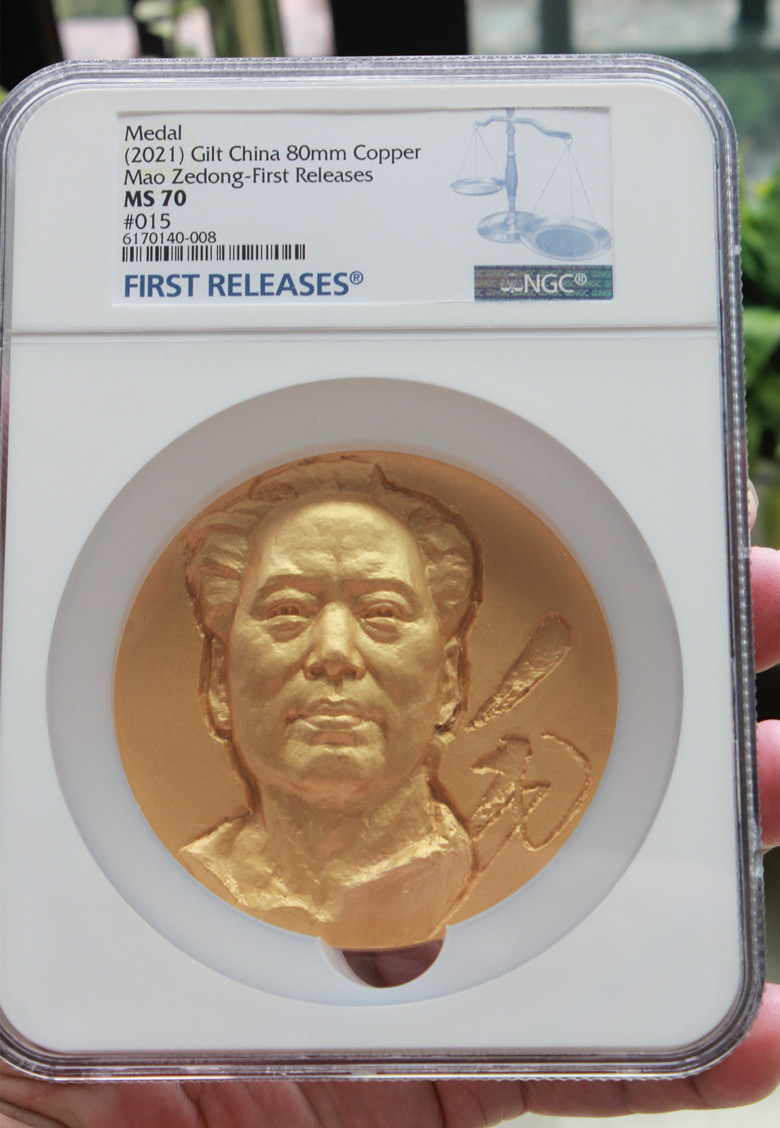 Medal
(2021) Gilt China 80mm Copper
Mao Zedong-First Releases
MS 70
#015
6170140-008
FIRST RELEASES®
NGC®